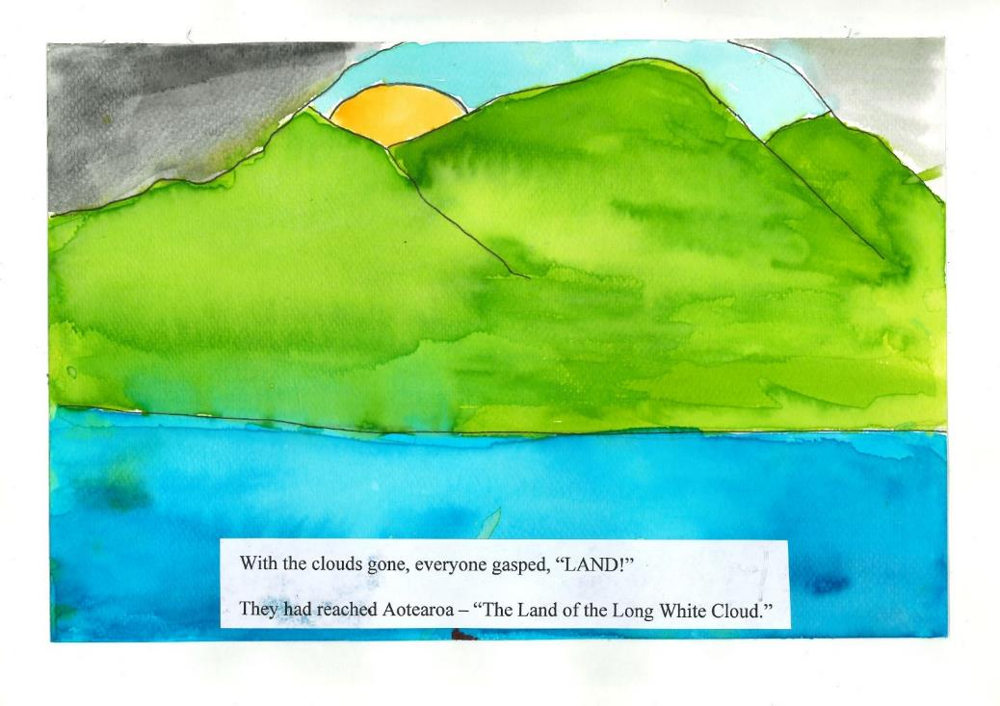 With the clouds gone, everyone gasped, “LAND!”
They had reached Aotearoa – “The Land of the Long White Cloud.”